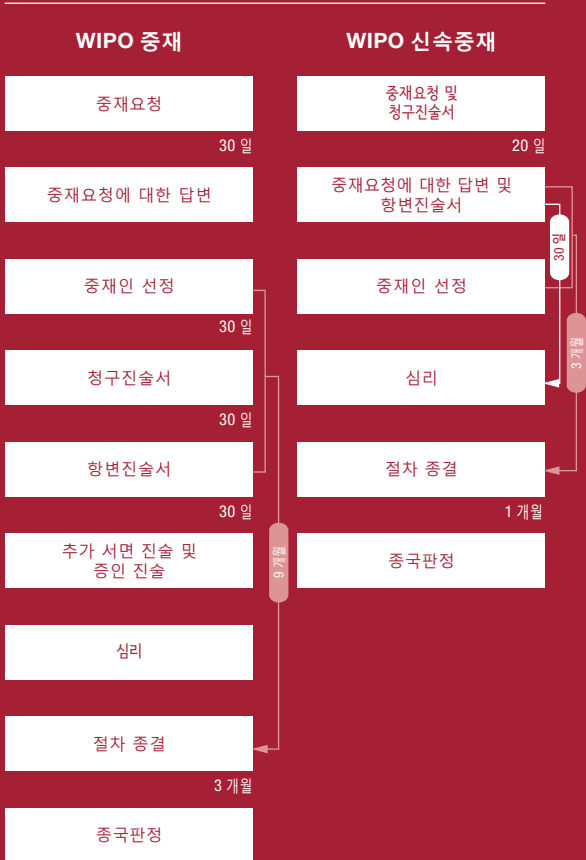 WIPO 중재
중재요청
30 일
중재요청에 대한 답변
중재인 선정
30 일
청구진술서
30 일
항변진술서
30 일
추가 서면 진술 및
증인 진술
심리
절차 종결
3 개월
종국판정
9 개월
WIPO 신속중재
중재요청 및
청구진술서
20 일
중재요청에 대한 답변 및
항변진술서
중재인 선정
심리
절차 종결
1 개월
종국판정
30 일
3 개월